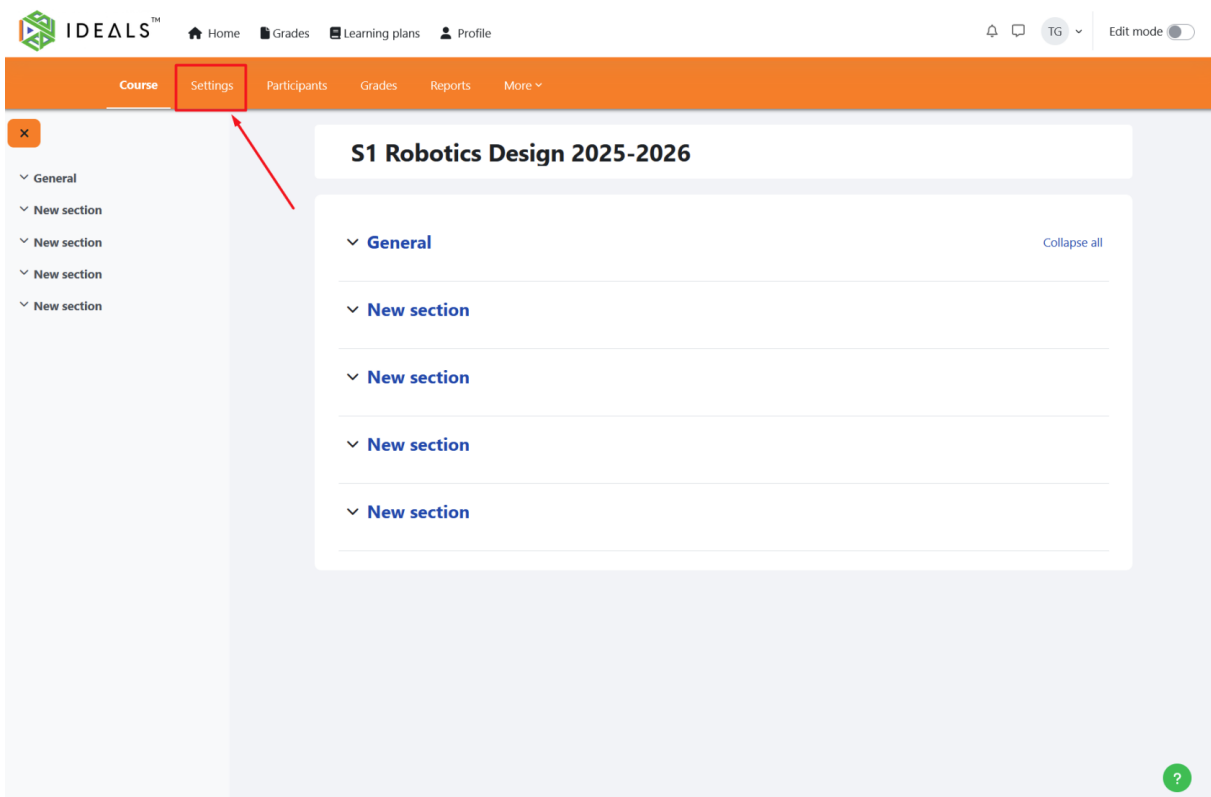 IDEALS™ Home Grades Learning plans Profile TG Edit mode
Course Settings Participants Grades Reports More
General
New section
New section
New section
New section
S1 Robotics Design 2025-2026
General Collapse all
New section
New section
New section
New section
?